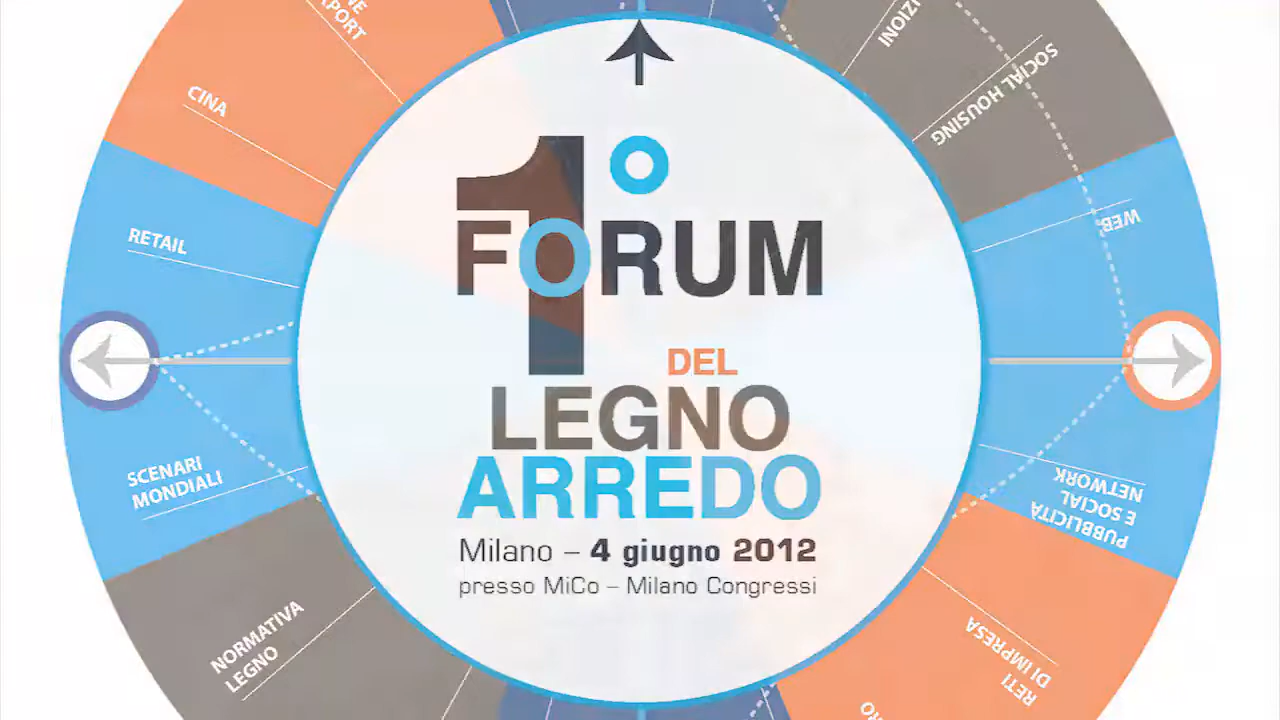 1°
FORUM
DEL
LEGNO
ARREDO
Milano – 4 giugno 2012
presso MiCo – Milano Congressi
CINA
RETAIL
SCENARI
MONDIALI
NORMATIVA
LEGNO
SOCIAL HOUSING
WEB
PUBBLICITÀ
E SOCIAL
NETWORK
RETI
DI IMPRESA